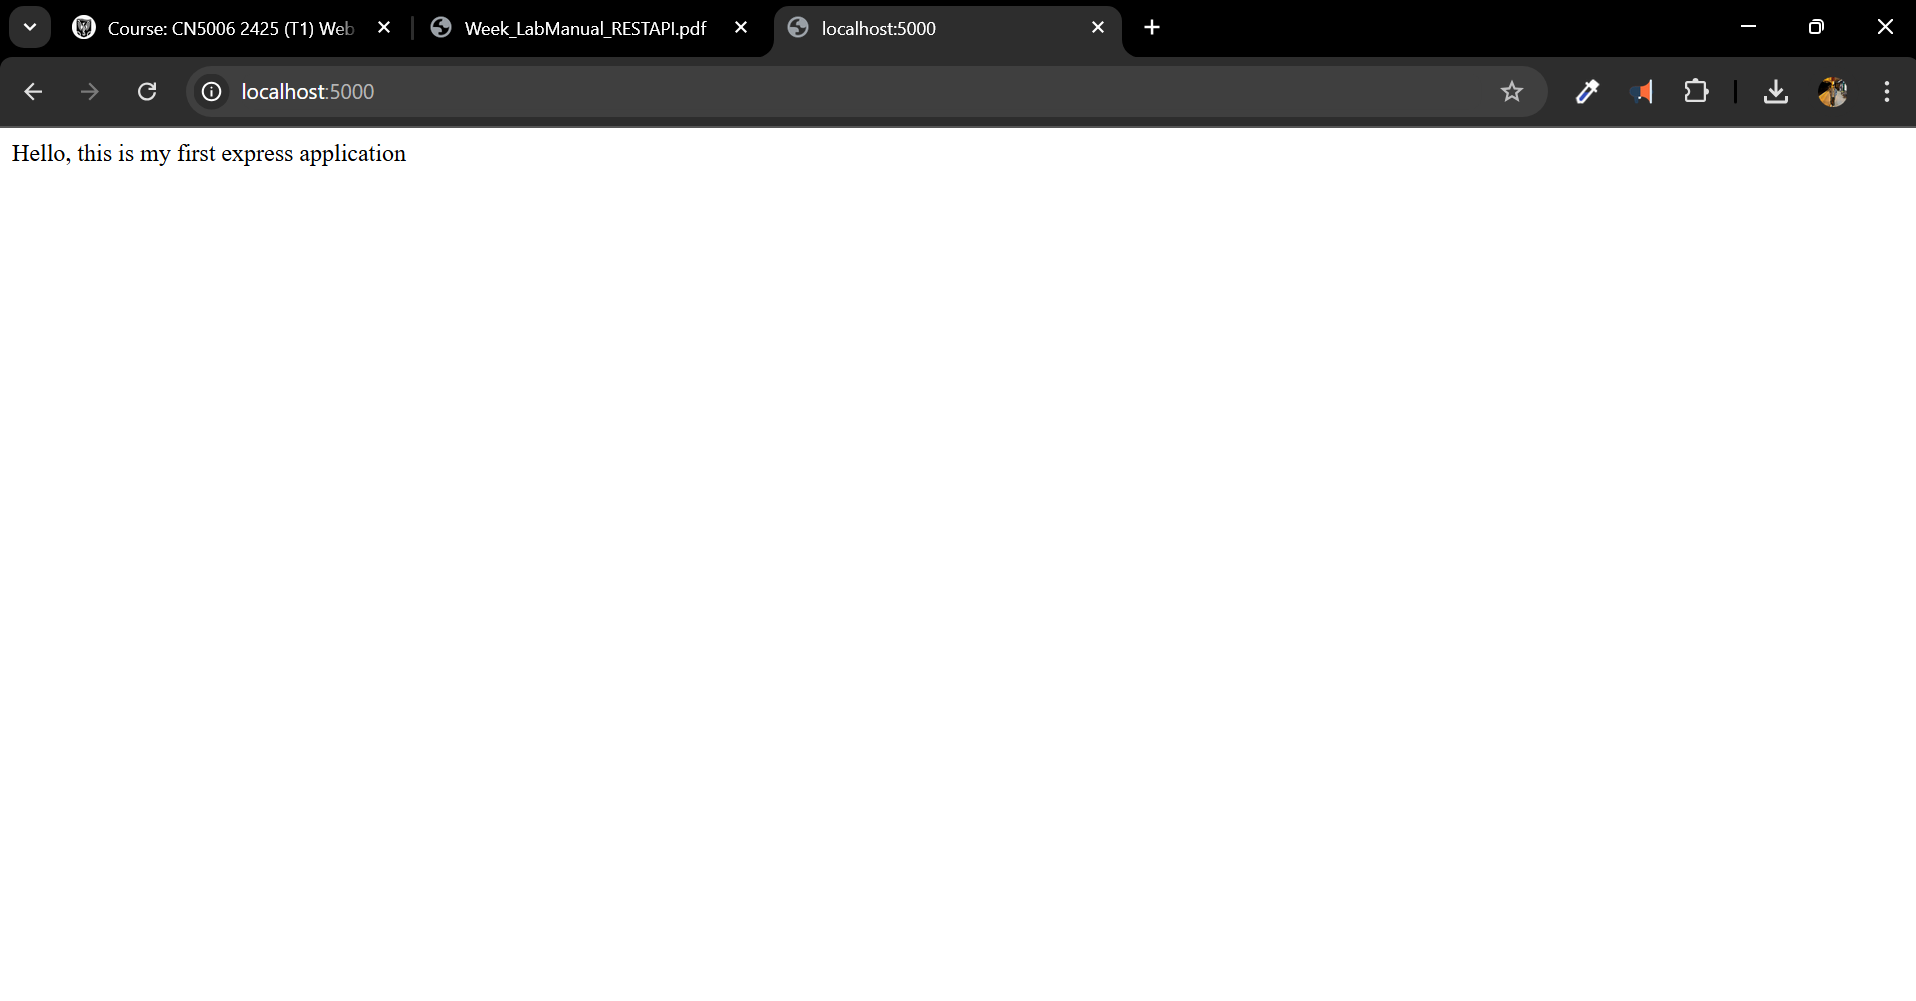 Course: CN5006 2425 (T1) Web
Week_LabManual_RESTAPI.pdf
localhost:5000
localhost:5000
Hello, this is my first express application